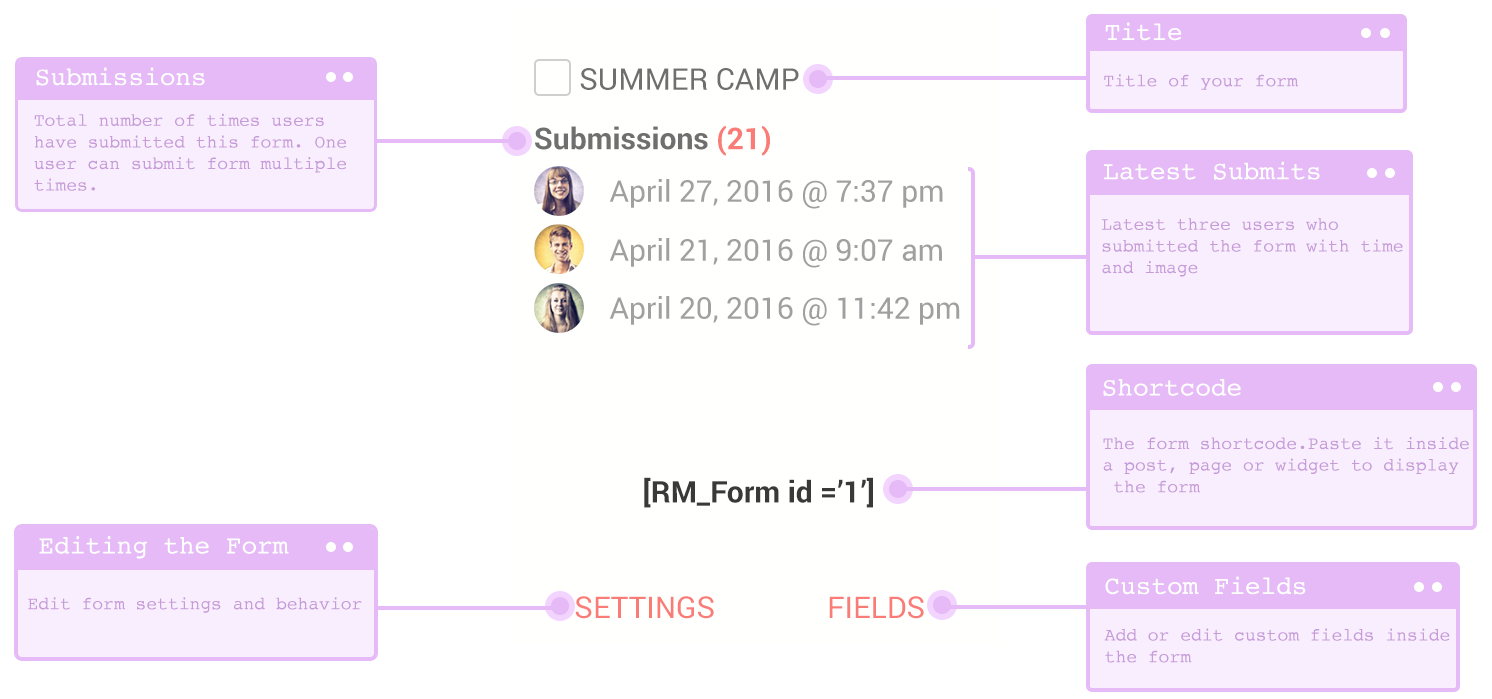 Title
Title of your form
Submissions
Total number of times users
have submitted this form. One
user can submit form multiple
times.
SUMMER CAMP
Submissions (21)
April 27, 2016 @ 7:37 pm
April 21, 2016 @ 9:07 am
April 20, 2016 @ 11:42 pm
Latest Submits
Latest three users who
submitted the form with time
and image
Shortcode
The form shortcode.Paste it inside
a post, page or widget to display
the form
[RM_Form id =’1’]
Editing the Form
Edit form settings and behavior
SETTINGS
FIELDS
Custom Fields
Add or edit custom fields inside
the form